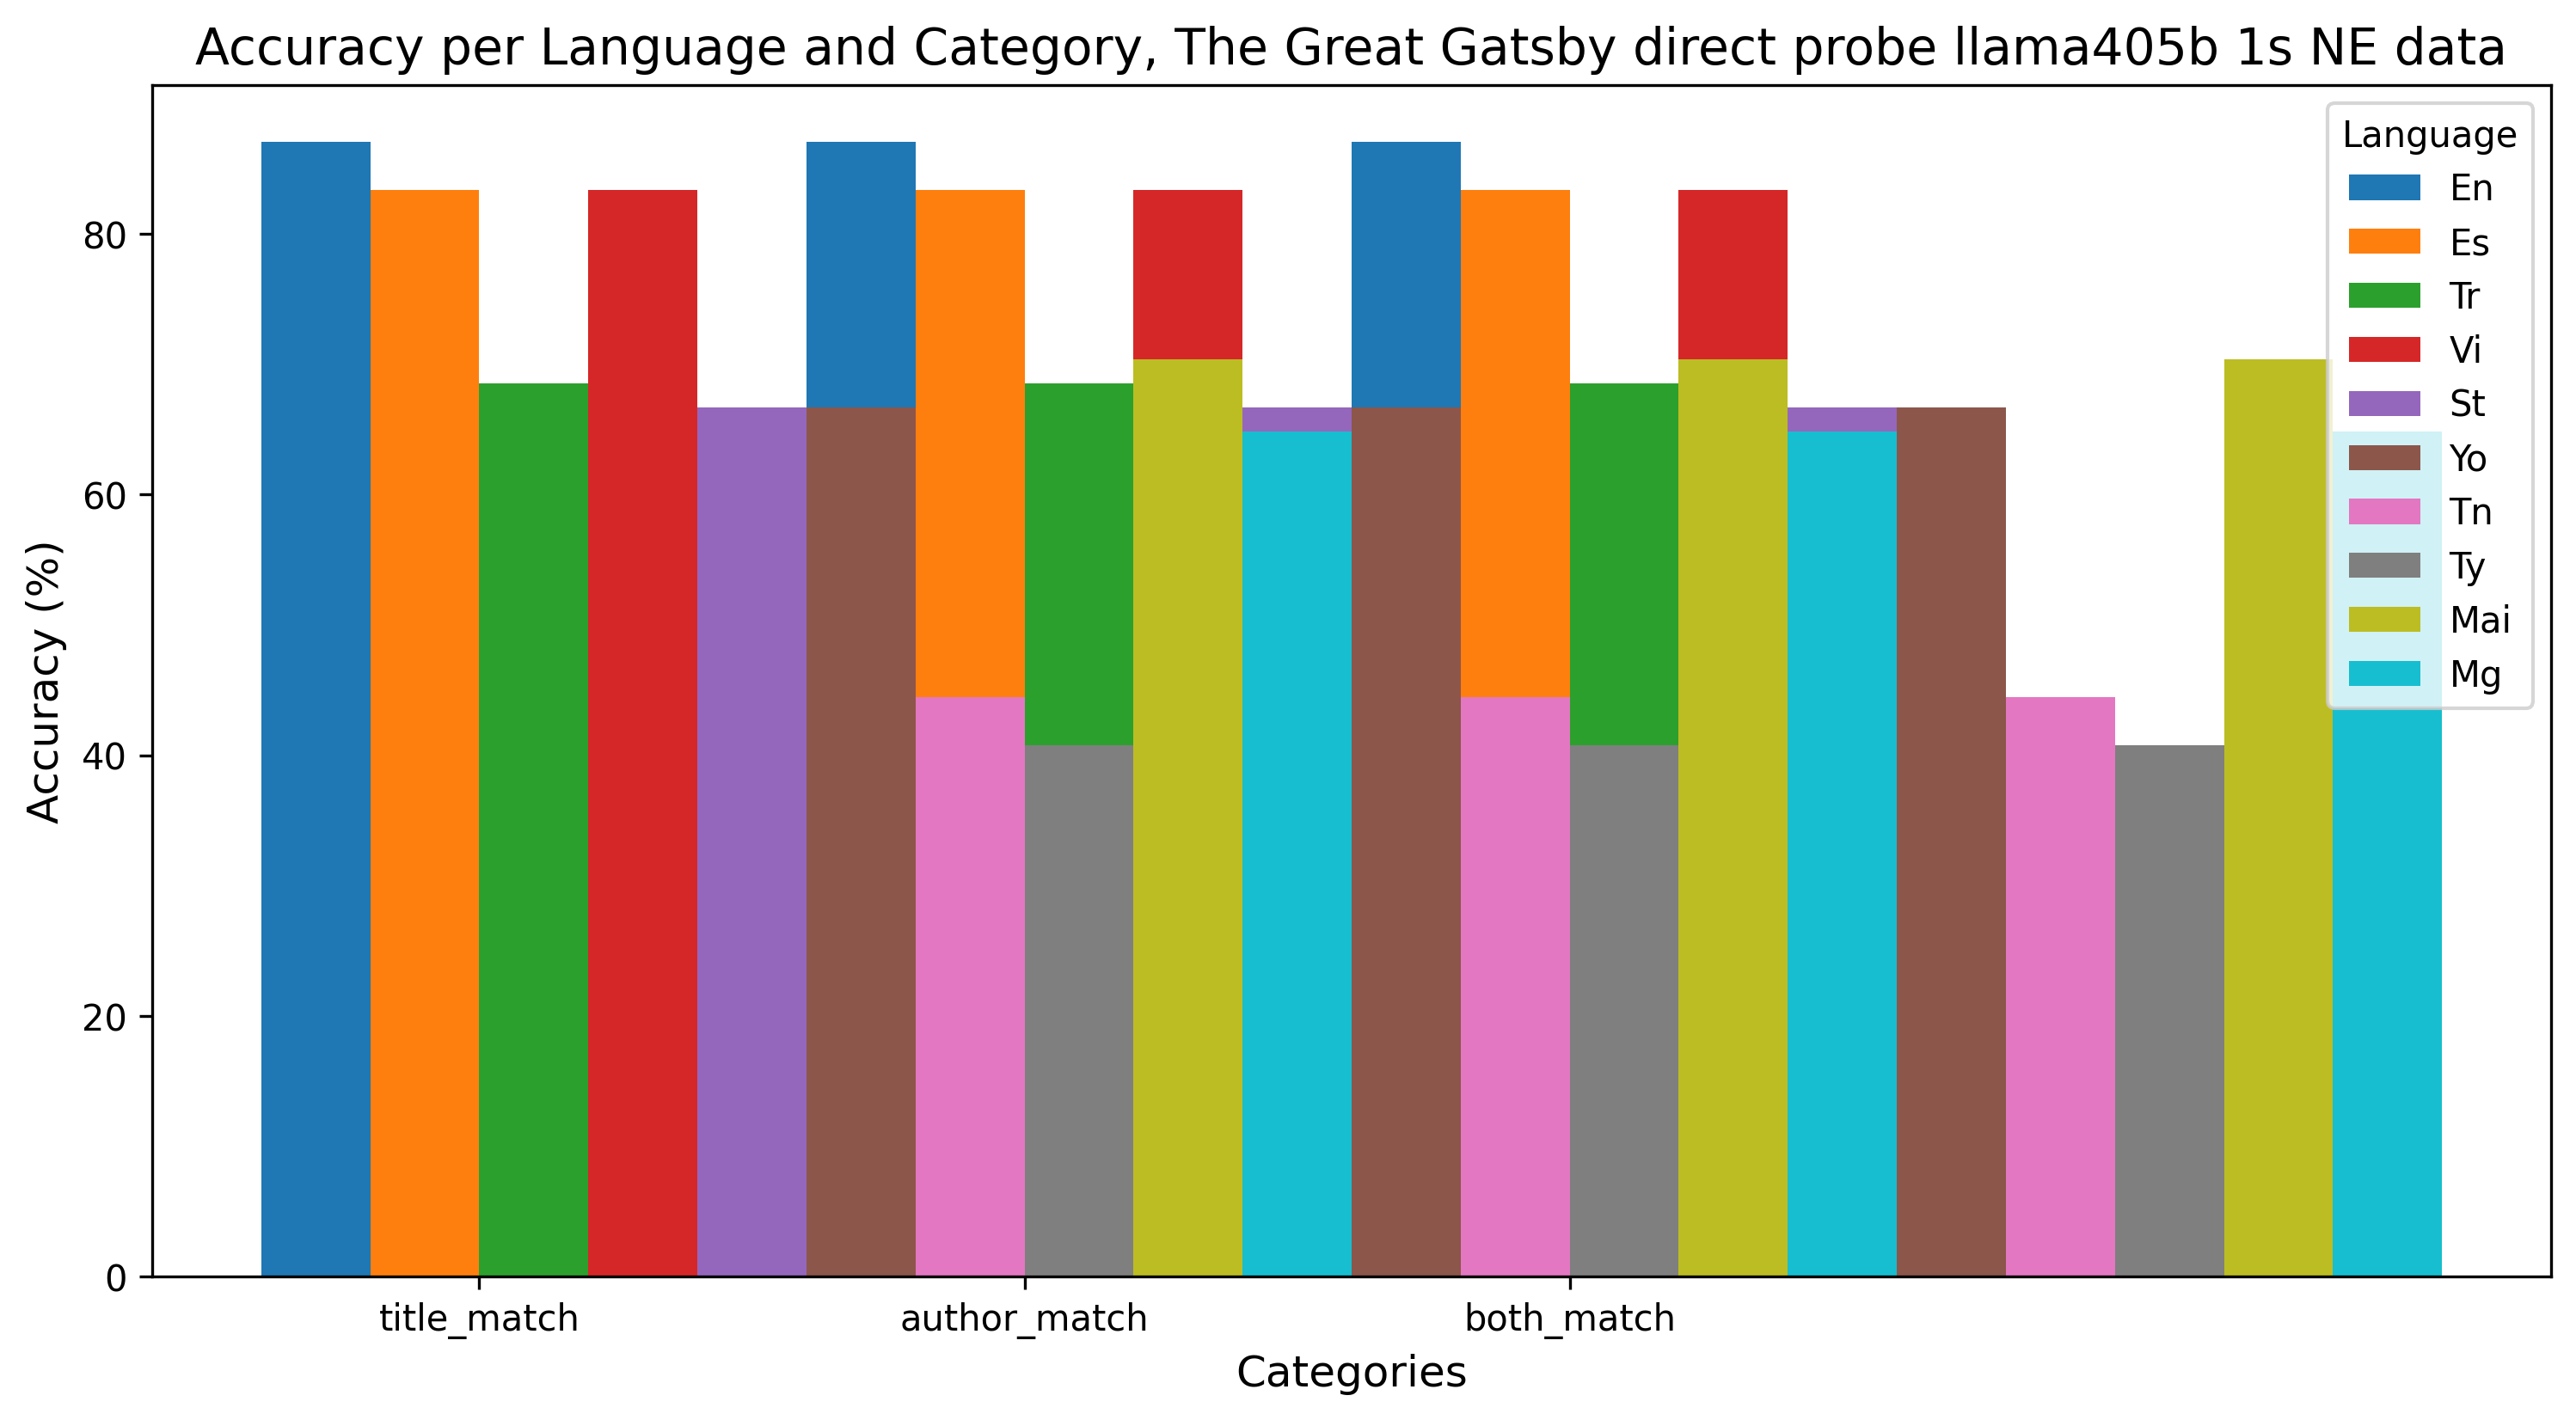 Accuracy per Language and Category, The Great Gatsby direct probe llama405b 1s NE data
Accuracy (%)
80
60
40
20
0
title_match
author_match
both_match
Categories
Language
En
Es
Tr
Vi
St
Yo
Tn
Ty
Mai
Mg